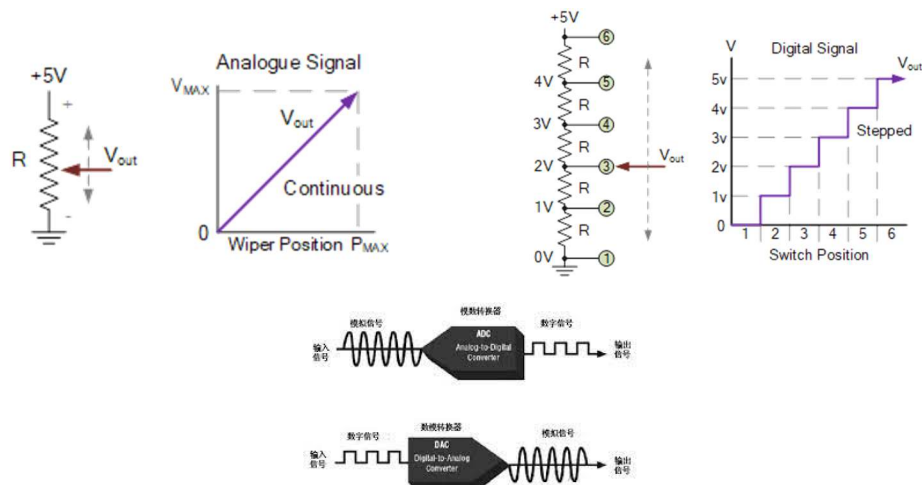 +5V
+
R
Vout
-
Analogue Signal
VMAX
Vout
Continuous
0
Wiper Position PMAX
+5V
6
R
4V
5
R
3V
4
R
2V
3
Vout
R
1V
2
R
0V
1
V
Digital Signal
5v
Vout
4v
Stepped
3v
2v
1v
0
1 2 3 4 5 6
Switch Position
模数转换器
模拟信号
数字信号
输入
信号
ADC
Analog-to-Digital
Converter
输出
信号
数模转换器
数字信号
模拟信号
输入
信号
DAC
Digital-to-Analog
Converter
输出
信号